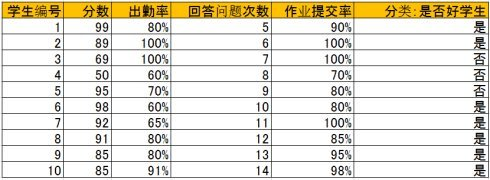 学生编号 分数 出勤率 回答问题次数 作业提交率 分类：是否好学生
1 99 80% 5 90% 是
2 89 100% 6 100% 是
3 69 100% 7 100% 否
4 50 60% 8 70% 否
5 95 70% 9 80% 否
6 98 60% 10 80% 是
7 92 65% 11 100% 是
8 91 80% 12 85% 是
9 85 80% 13 95% 是
10 85 91% 14 98% 是